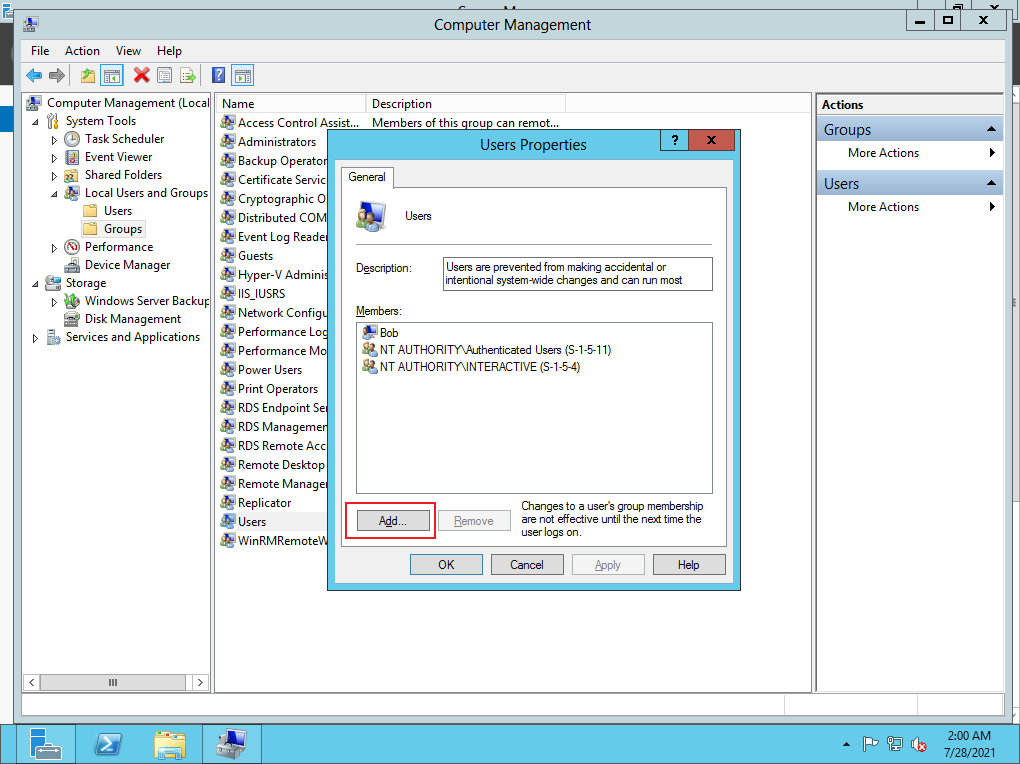 Computer Management
File Action View Help
Computer Management (Local
System Tools
Task Scheduler
Event Viewer
Shared Folders
Local Users and Groups
Users
Groups
Performance
Device Manager
Storage
Windows Server Backup
Disk Management
Services and Applications
Name Description
Access Control Assist... Members of this group can remot...
Administrators
Backup Operator
Certificate Servic
Cryptographic O
Distributed COM
Event Log Reader
Guests
Hyper-V Adminis
IIS_IUSRS
Network Configu
Performance Log
Performance Mo
Power Users
Print Operators
RDS Endpoint Ser
RDS Managemen
RDS Remote Acc
Remote Desktop
Remote Manager
Replicator
Users
WinRMRemoteW
Users Properties
?
General
Users
Description:
Users are prevented from making accidental or
intentional system-wide changes and can run most
Members:
Bob
NT AUTHORITY\Authenticated Users (S-1-5-11)
NT AUTHORITY\INTERACTIVE (S-1-5-4)
Add...
Remove
Changes to a user's group membership
are not effective until the next time the
user logs on.
OK
Cancel
Apply
Help
Actions
Groups
More Actions
Users
More Actions
2:00 AM
7/28/2021